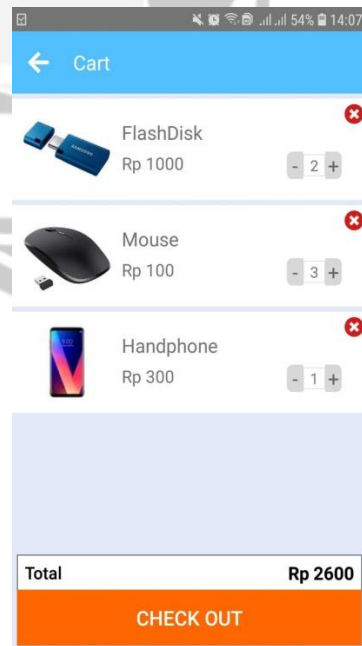 54% 14:07
Cart
SAMSUNG
FlashDisk
Rp 1000
- 2 +
Mouse
Rp 100
- 3 +
Handphone
Rp 300
- 1 +
Total Rp 2600
CHECK OUT